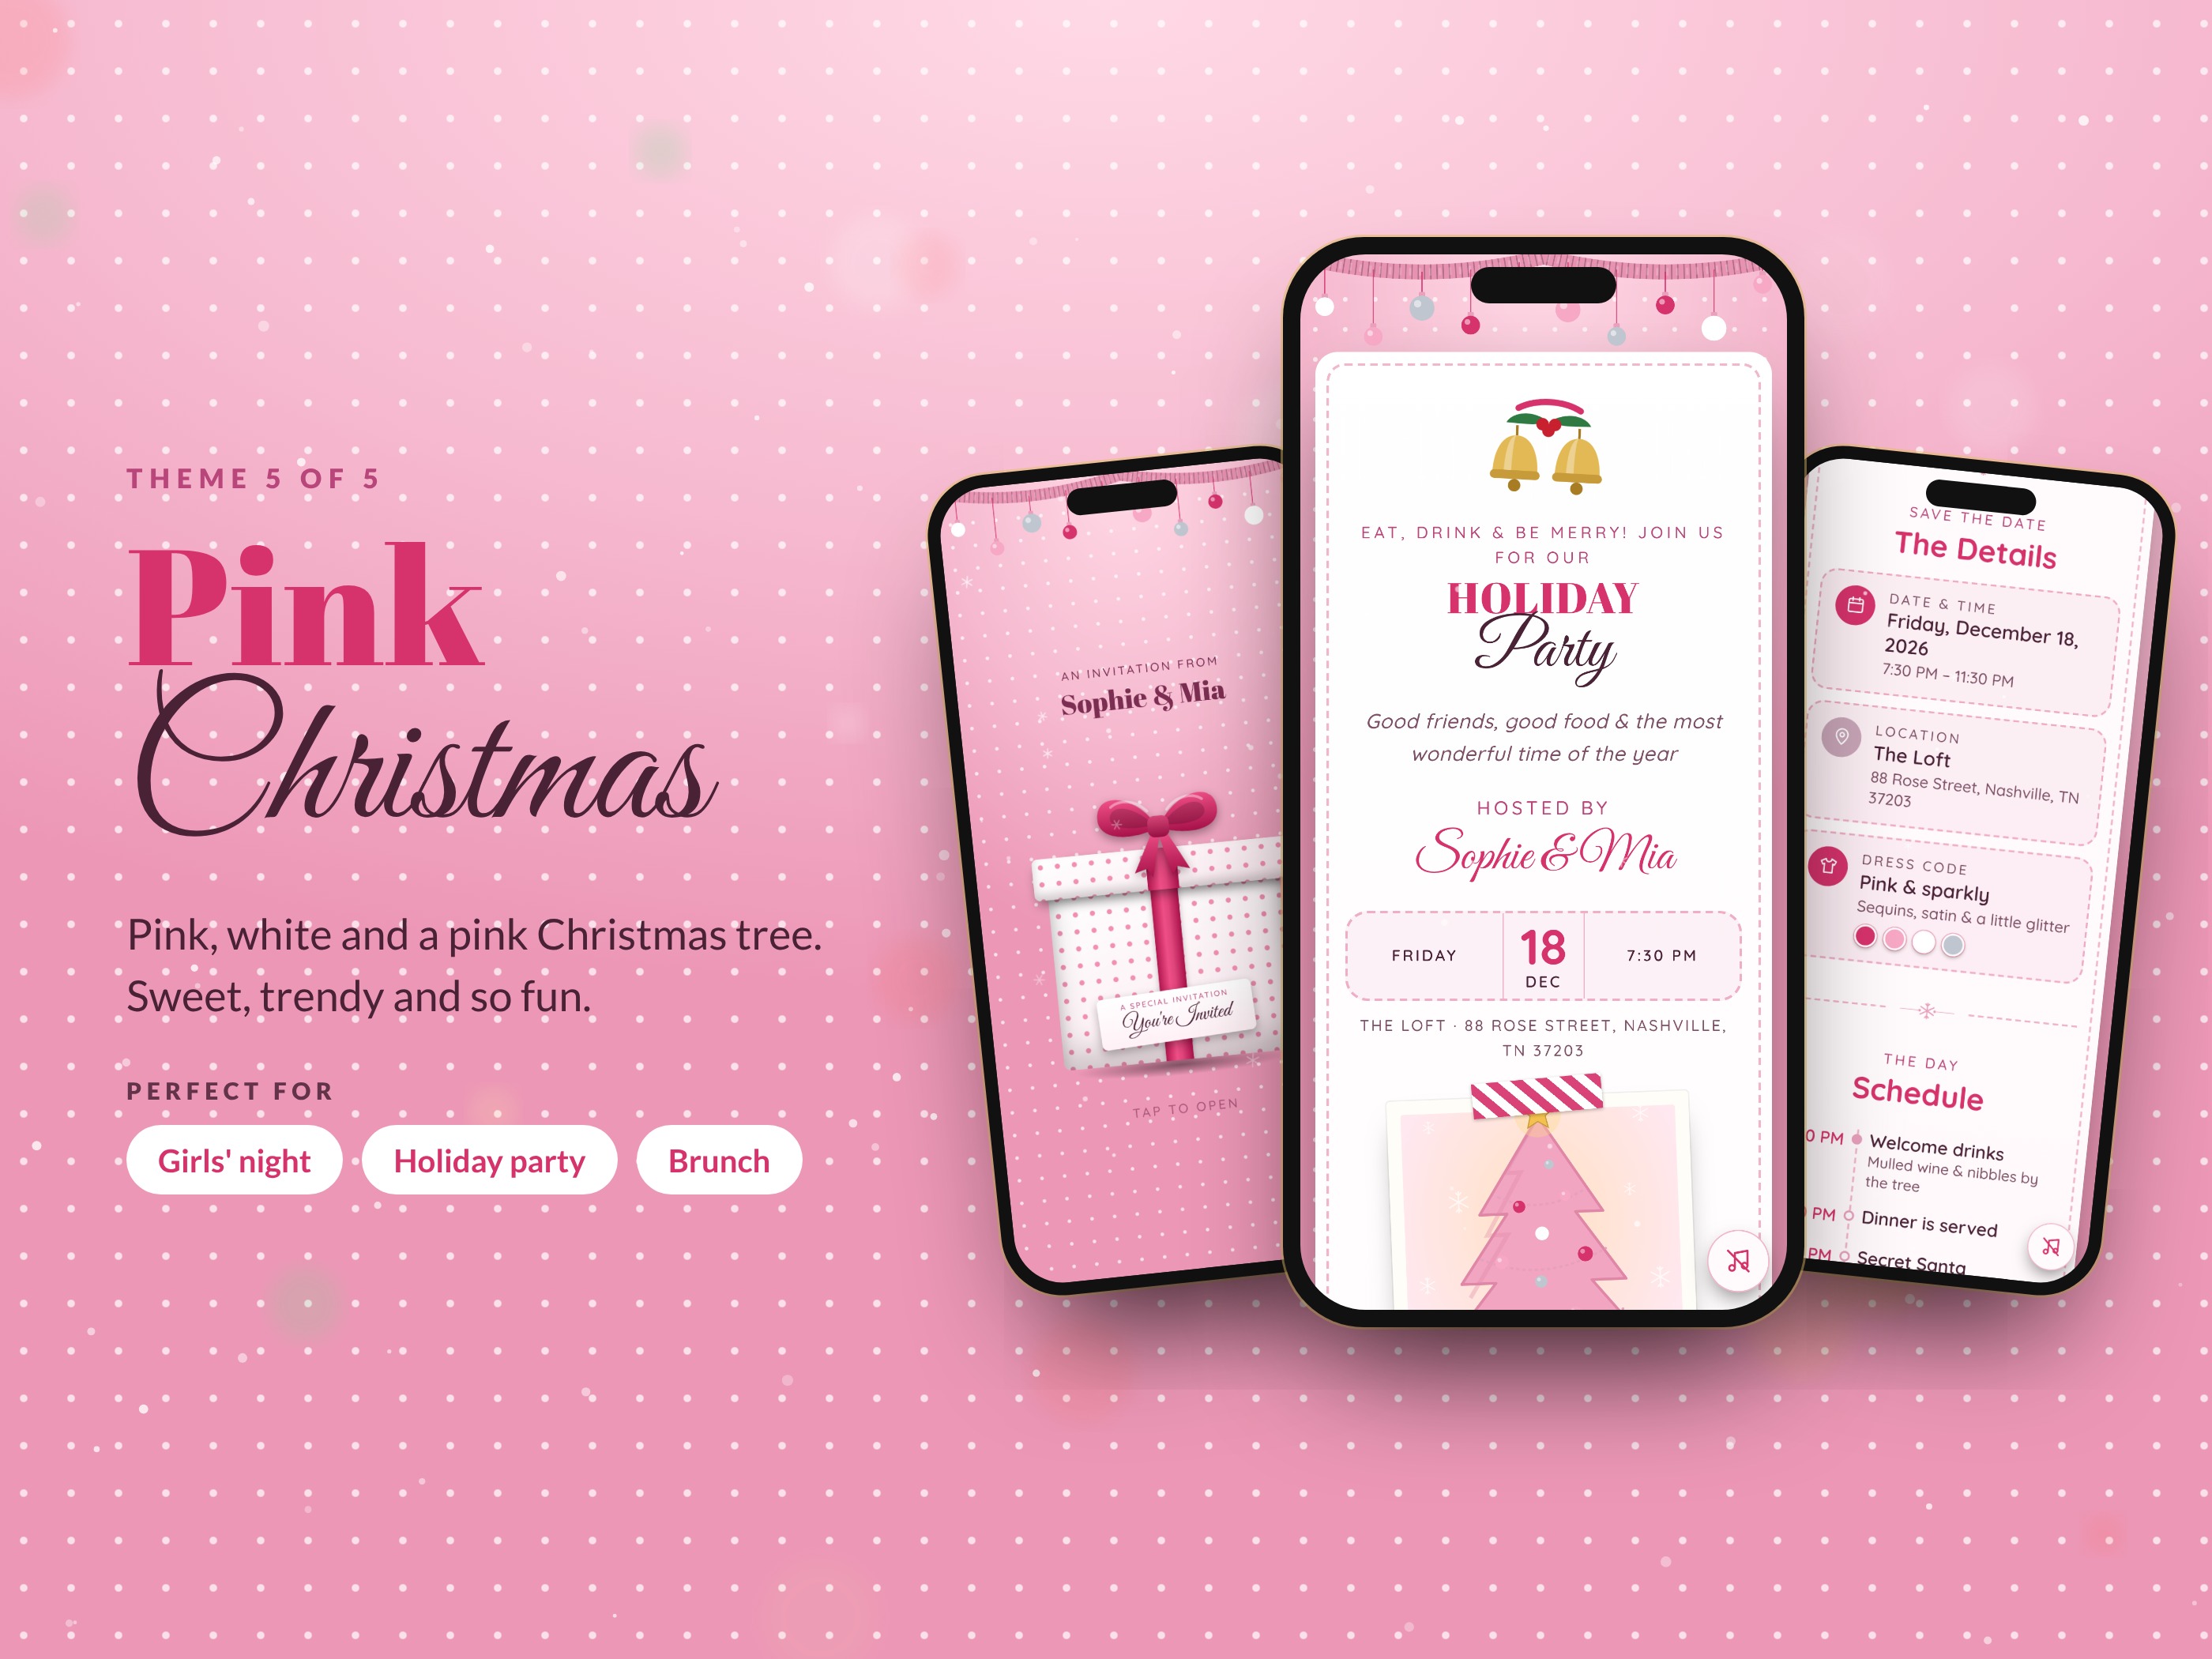 THEME 5 OF 5
Pink
Christmas
Pink, white and a pink Christmas tree.
Sweet, trendy and so fun.
PERFECT FOR
Girls' night
Holiday party
Brunch
AN INVITATION FROM
Sophie & Mia
A SPECIAL INVITATION
You're Invited
TAP TO OPEN
EAT, DRINK & BE MERRY! JOIN US
FOR OUR
HOLIDAY
Party
Good friends, good food & the most
wonderful time of the year
HOSTED BY
Sophie & Mia
FRIDAY
18
DEC
7:30 PM
THE LOFT · 88 ROSE STREET, NASHVILLE,
TN 37203
SAVE THE DATE
The Details
DATE & TIME
Friday, December 18,
2026
7:30 PM – 11:30 PM
LOCATION
The Loft
88 Rose Street, Nashville, TN
37203
DRESS CODE
Pink & sparkly
Sequins, satin & a little glitter
THE DAY
Schedule
0 PM
Welcome drinks
Mulled wine & nibbles by
the tree
PM
Dinner is served
PM
Secret Santa